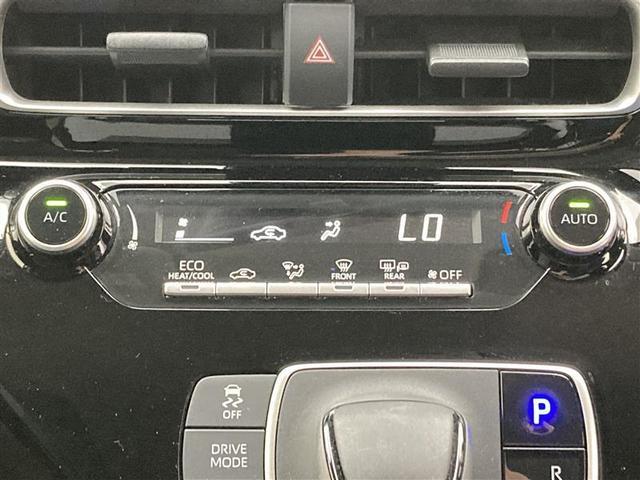 A/C
LO
AUTO
ECO
HEAT/COOL
FRONT
REAR
OFF
OFF
DRIVE
MODE
P
R